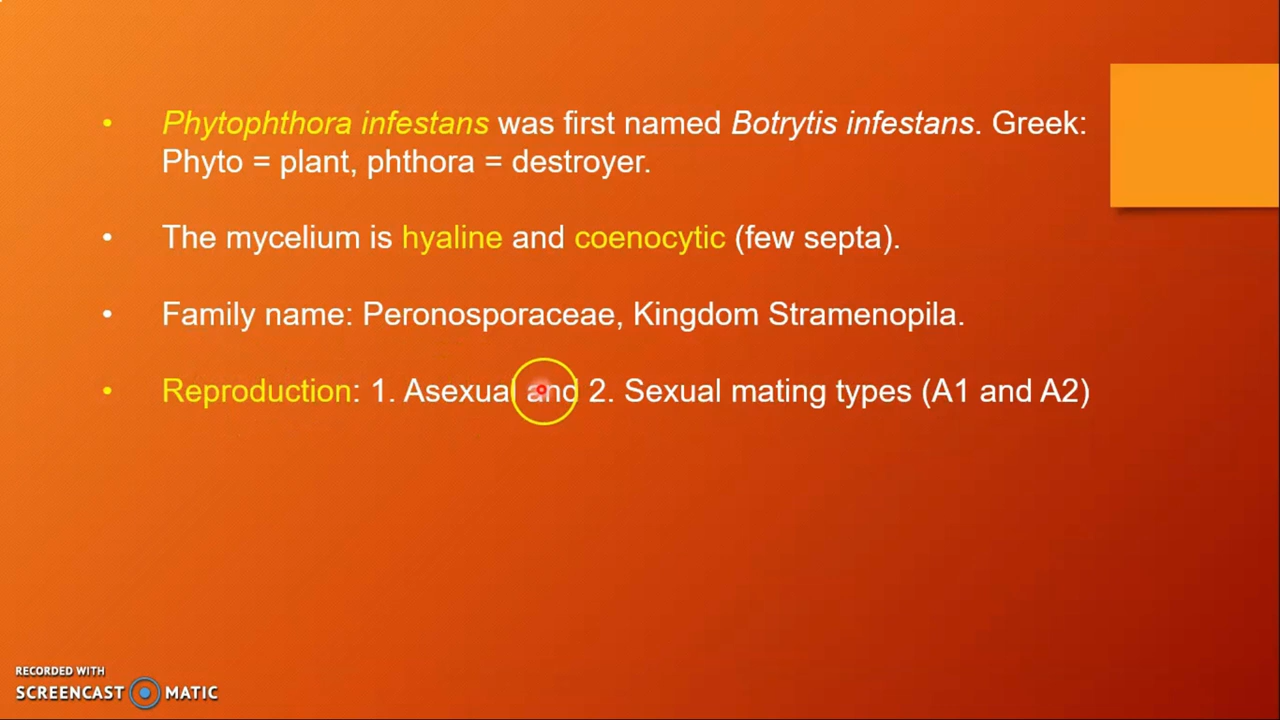 • Phytophthora infestans was first named Botrytis infestans. Greek:
Phyto = plant, phthora = destroyer.
• The mycelium is hyaline and coenocytic (few septa).
• Family name: Peronosporaceae, Kingdom Stramenopila.
• Reproduction: 1. Asexual and 2. Sexual mating types (A1 and A2)
RECORDED WITH
SCREENCAST MATIC